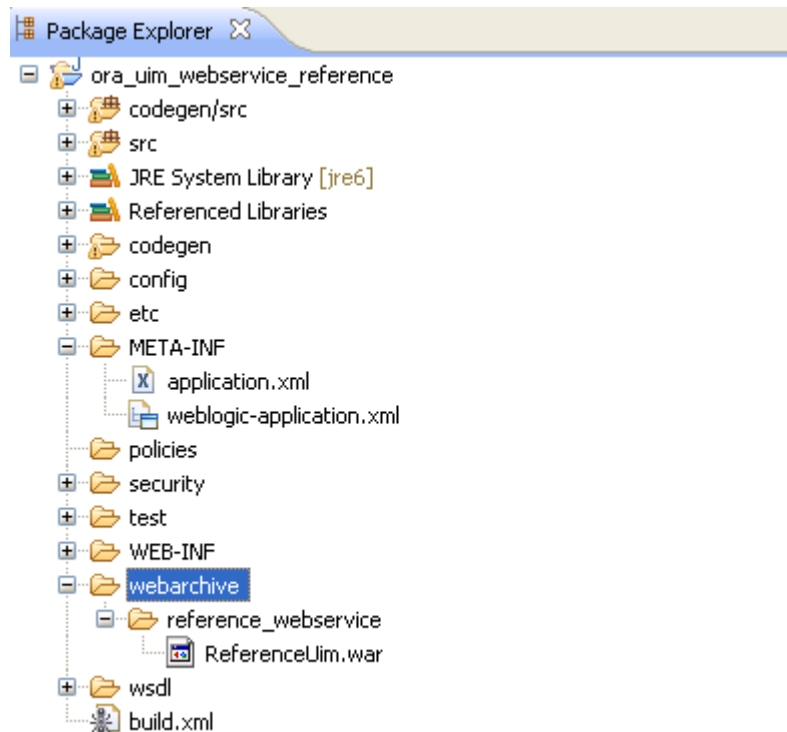 Package Explorer
ora_uim_webservice_reference
codegen/src
src
JRE System Library [jre6]
Referenced Libraries
codegen
config
etc
META-INF
application.xml
weblogic-application.xml
policies
security
test
WEB-INF
webarchive
reference_webservice
ReferenceUim.war
wsdl
build.xml